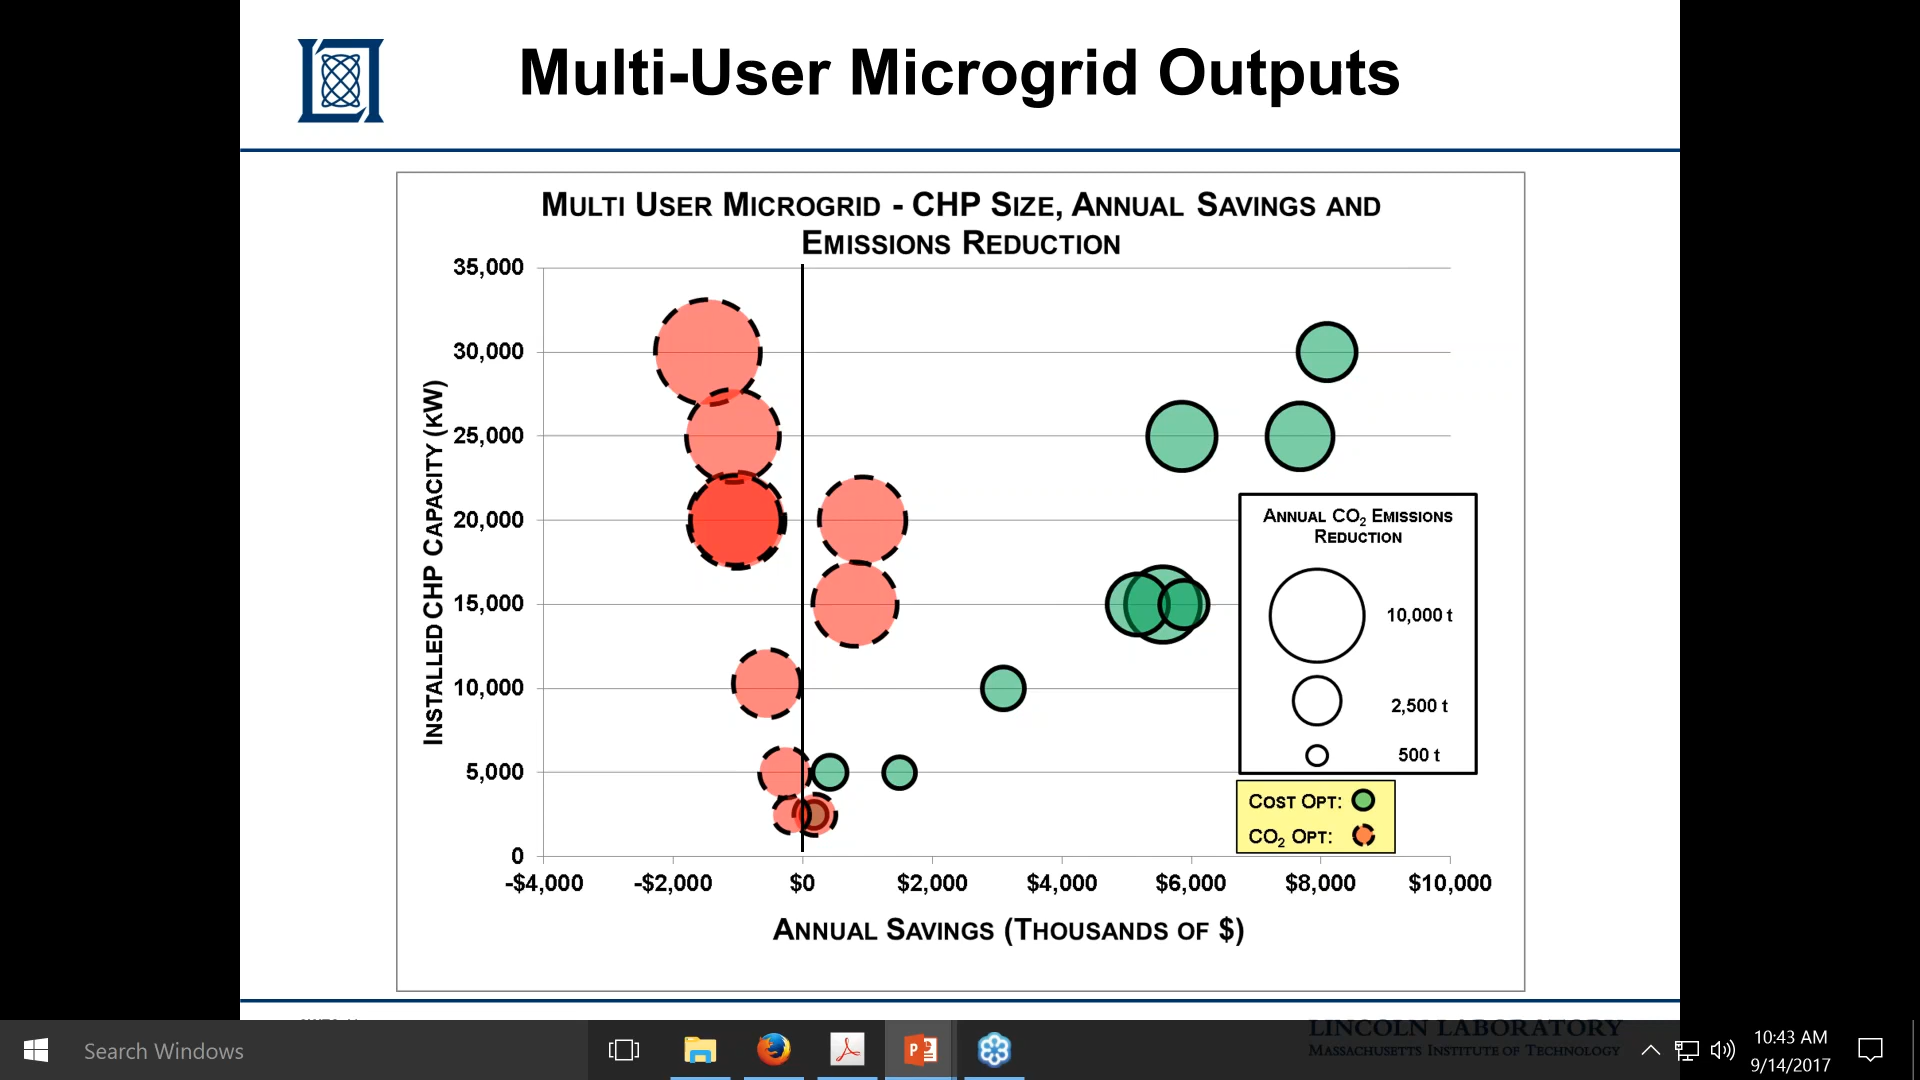 Multi-User Microgrid Outputs
MULTI USER MICROGRID - CHP SIZE, ANNUAL SAVINGS AND
EMISSIONS REDUCTION
INSTALLED CHP CAPACITY (KW)
35,000
30,000
25,000
20,000
15,000
10,000
5,000
0
-$4,000
-$2,000
$0
$2,000
$4,000
$6,000
$8,000
$10,000
ANNUAL SAVINGS (THOUSANDS OF $)
ANNUAL CO₂ EMISSIONS
REDUCTION
10,000 t
2,500 t
500 t
COST OPT:
CO₂ OPT:
LINCOLN LABORATORY
MASSACHUSETTS INSTITUTE OF TECHNOLOGY
Search Windows
10:43 AM
9/14/2017